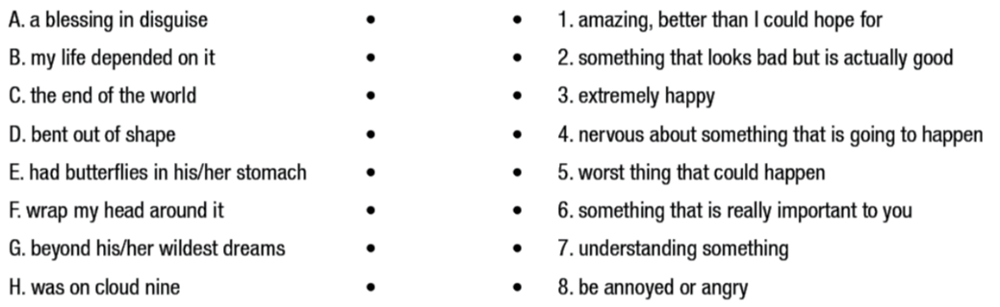 A. a blessing in disguise • • 1. amazing, better than I could hope for
B. my life depended on it • • 2. something that looks bad but is actually good
C. the end of the world • • 3. extremely happy
D. bent out of shape • • 4. nervous about something that is going to happen
E. had butterflies in his/her stomach • • 5. worst thing that could happen
F. wrap my head around it • • 6. something that is really important to you
G. beyond his/her wildest dreams • • 7. understanding something
H. was on cloud nine • • 8. be annoyed or angry